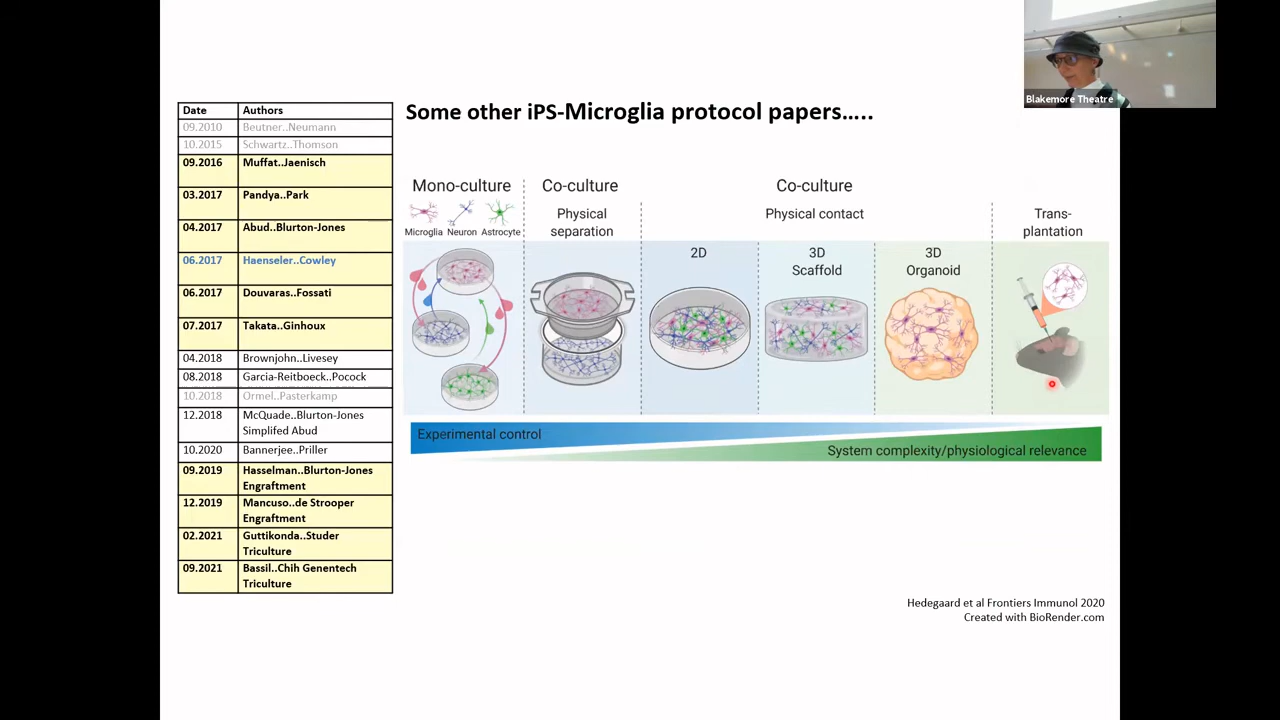 Blakemore Theatre
Some other iPS-Microglia protocol papers…..
Date Authors
09.2010 Beutner..Neumann
10.2015 Schwartz..Thomson
09.2016 Muffat..Jaenisch
03.2017 Pandya..Park
04.2017 Abud..Blurton-Jones
06.2017 Haenseler..Cowley
06.2017 Douvaras..Fossati
07.2017 Takata..Ginhoux
04.2018 Brownjohn..Livesey
08.2018 Garcia-Reitboeck..Pocock
10.2018 Ormel..Pasterkamp
12.2018 McQuade..Blurton-Jones
Simplifed Abud
10.2020 Bannerjee..Priller
09.2019 Hasselman..Blurton-Jones
Engraftment
12.2019 Mancuso..de Strooper
Engraftment
02.2021 Guttikonda..Studer
Triculture
09.2021 Bassil..Chih Genentech
Triculture
Mono-culture
Microglia Neuron Astrocyte
Co-culture
Physical
separation
Co-culture
Physical contact
2D
3D
Scaffold
3D
Organoid
Trans-
plantation
Experimental control
System complexity/physiological relevance
Hedegaard et al Frontiers Immunol 2020
Created with BioRender.com